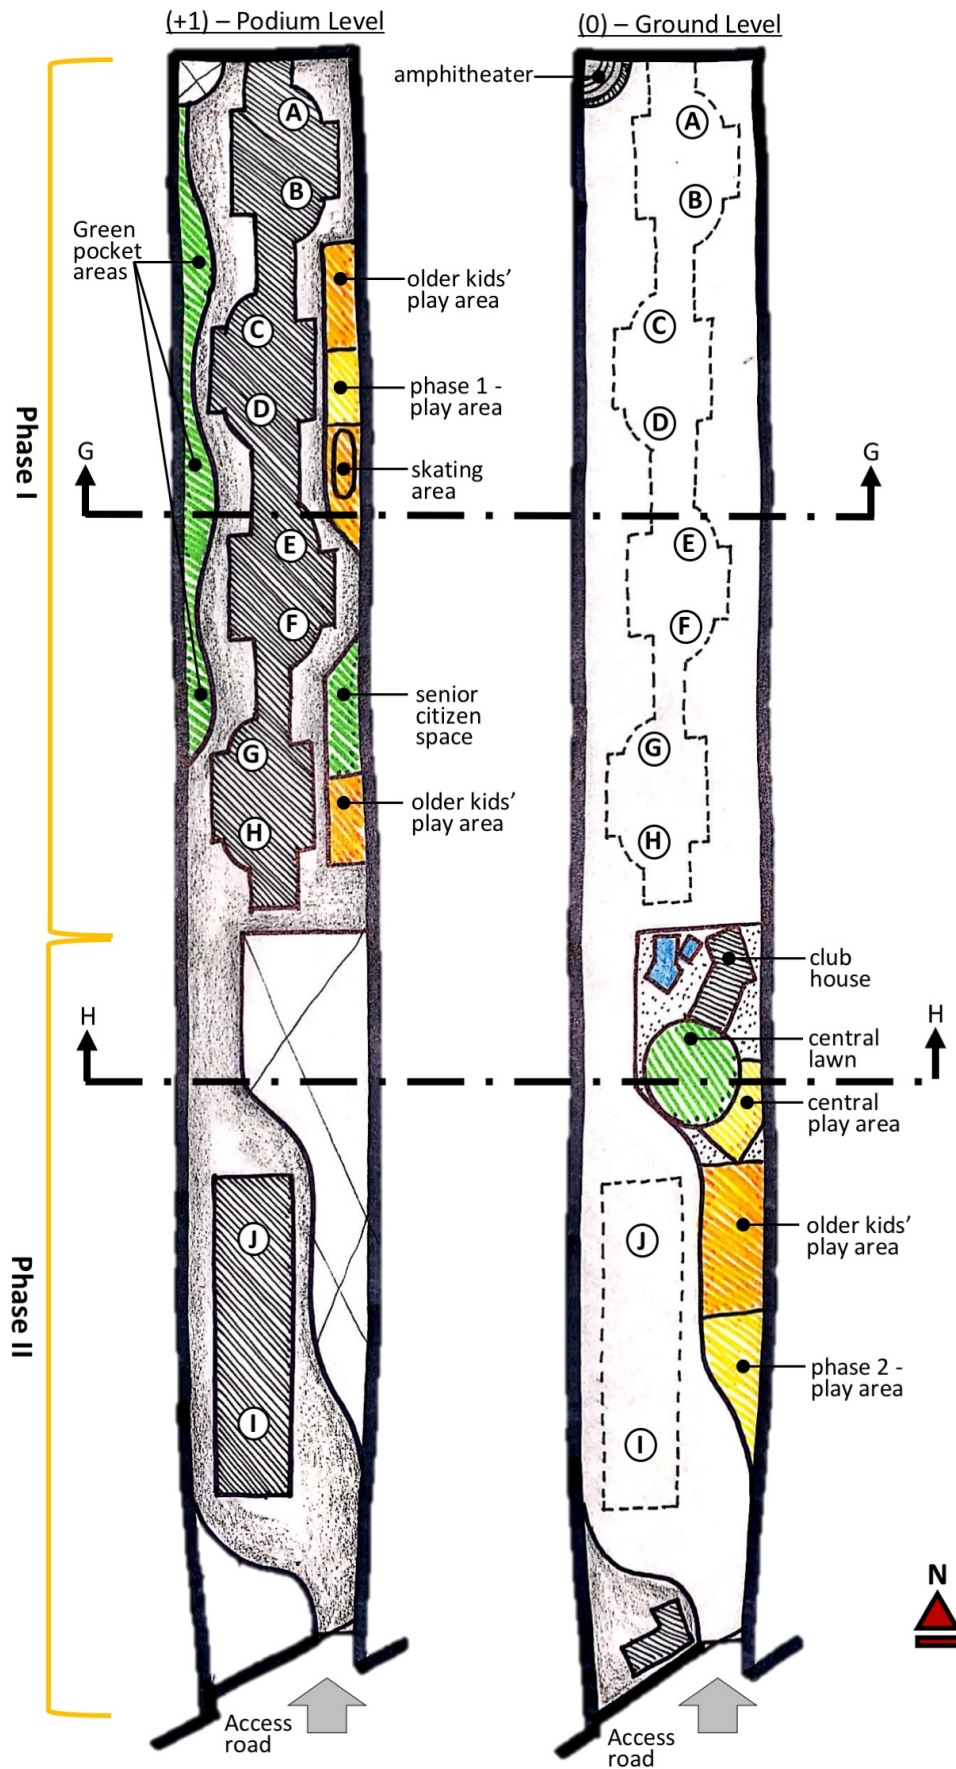 (+1) – Podium Level
(0) – Ground Level
amphitheater
A
B
Green
pocket
areas
older kids'
play area
C
D
phase 1 -
play area
skating
area
Phase I
G
G
E
F
senior
citizen
space
G
H
older kids'
play area
A
B
C
D
E
F
G
H
club
house
H
H
central
lawn
central
play area
J
I
J
I
older kids'
play area
phase 2 -
play area
Phase II
N
Access
road
Access
road